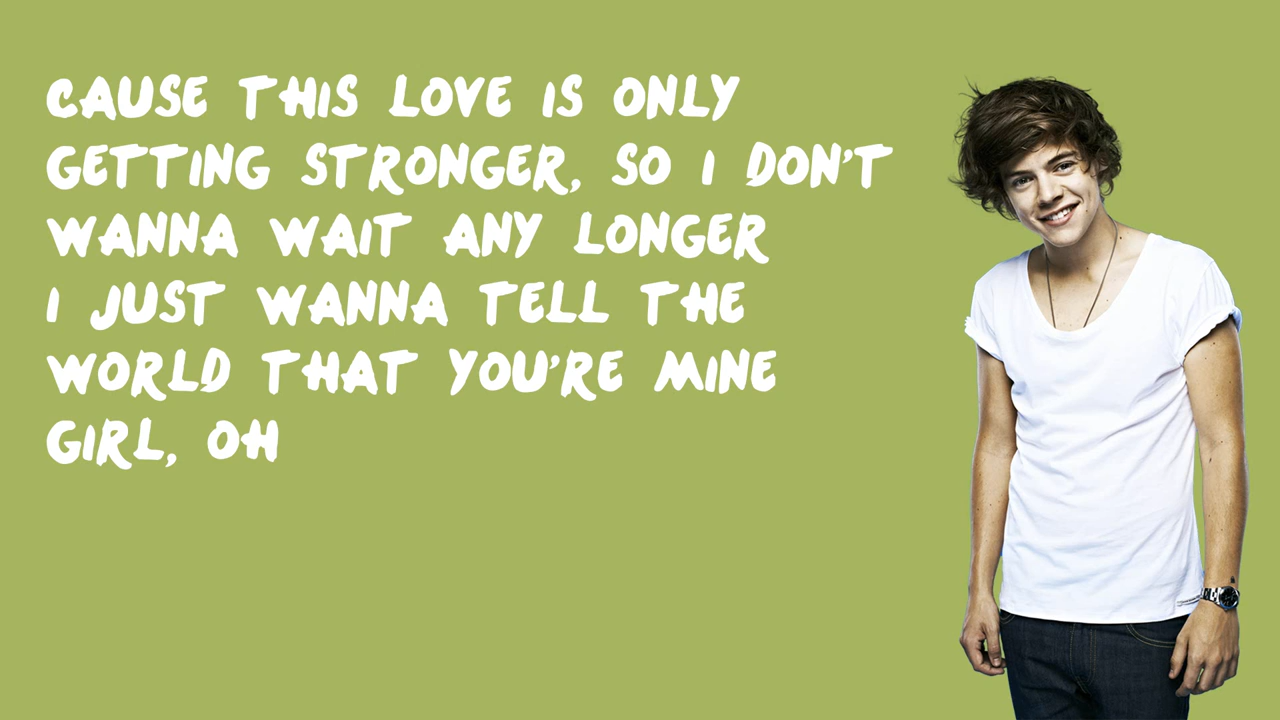 CAUSE THIS LOVE IS ONLY
GETTING STRONGER, SO I DON'T
WANNA WAIT ANY LONGER
I JUST WANNA TELL THE
WORLD THAT YOU'RE MINE
GIRL, OH